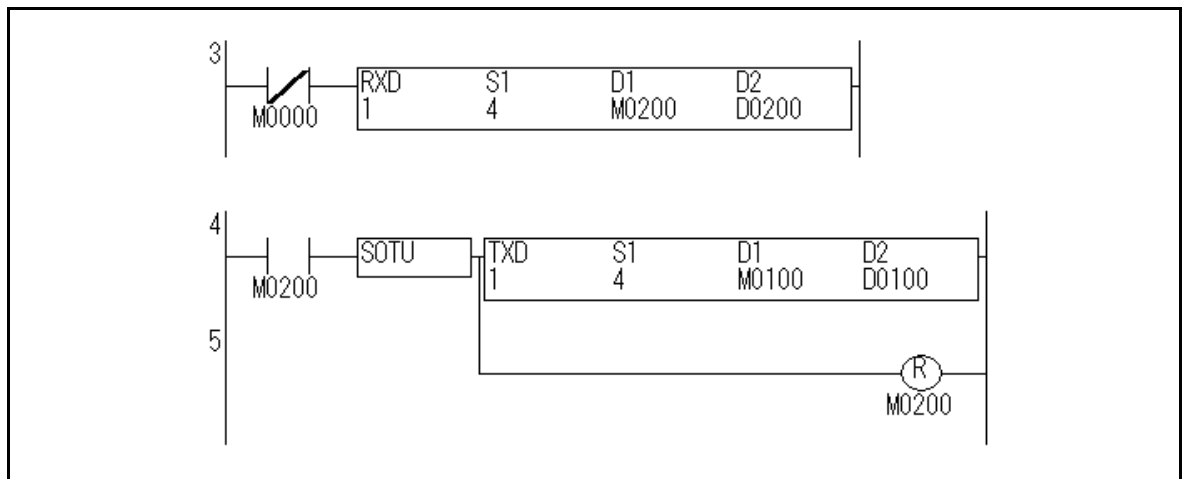 3
RXD S1 D1 D2
1 4 M0200 D0200
M0000
4
SOTU TXD S1 D1 D2
1 4 M0100 D0100
M0200
5
R
M0200